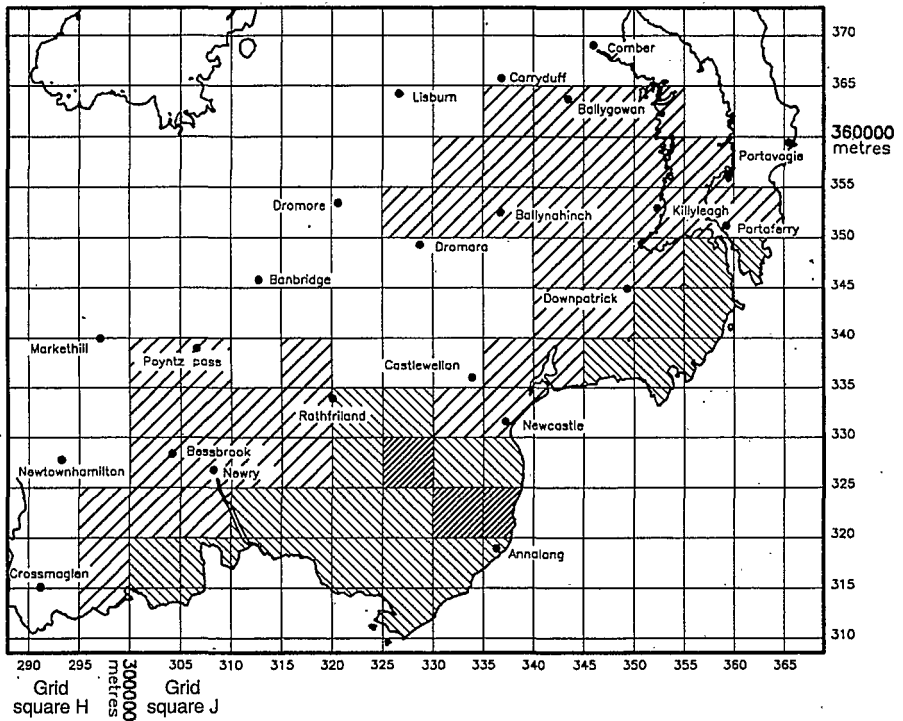 370
Comber
Carryduff
365
Lisburn
Ballygowan
360000
metres
Portavogie
355
Dromore
Ballynahinch
Killyleagh
Portaferry
350
Dromara
Banbridge
345
Downpatrick
340
Markethill
Poyntz pass
Castlewellan
335
Rathfriland
Newcastle
330
Bessbrook
Newtownhamilton
Newry
325
320
Annalong
Crossmaglen
315
310
290 295 300000 metres 305 310 315 320 325 330 335 340 345 350 355 360 365
Grid Grid
square H square J